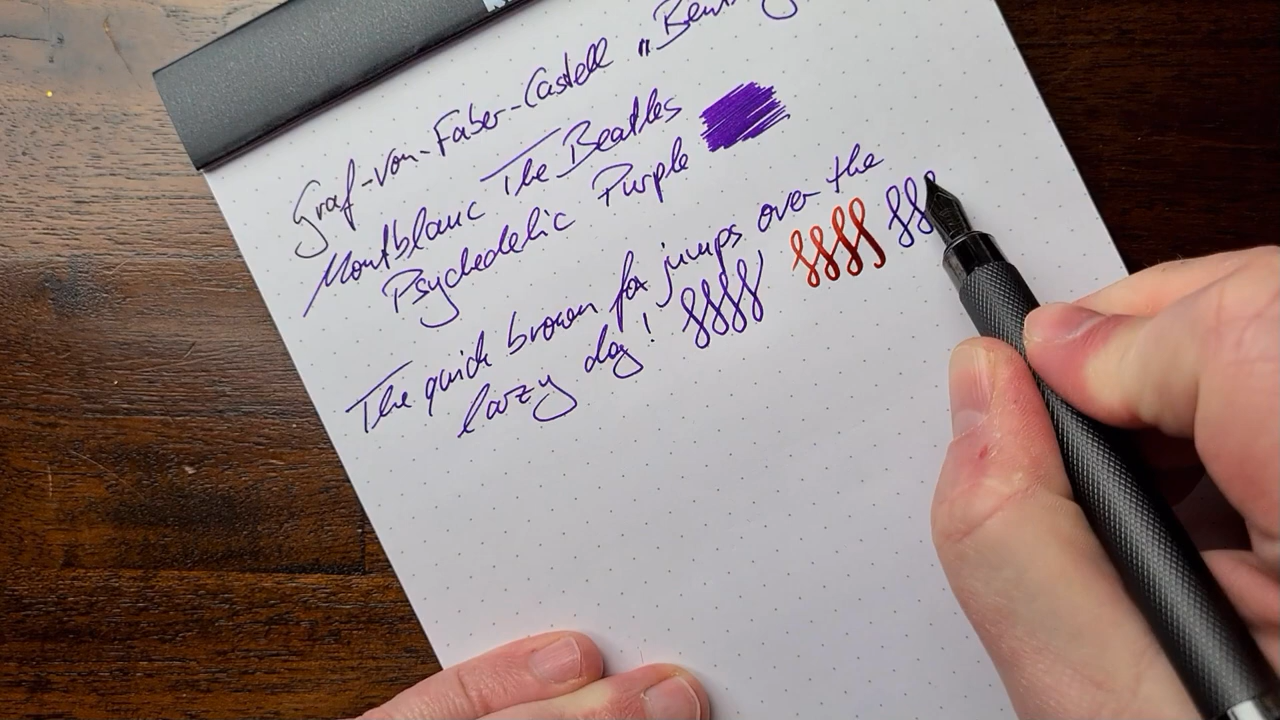 Graf-von-Faber-Castell
Montblanc The Beatles
Psychedelic Purple
The quick brown fox jumps over the
lazy dog!